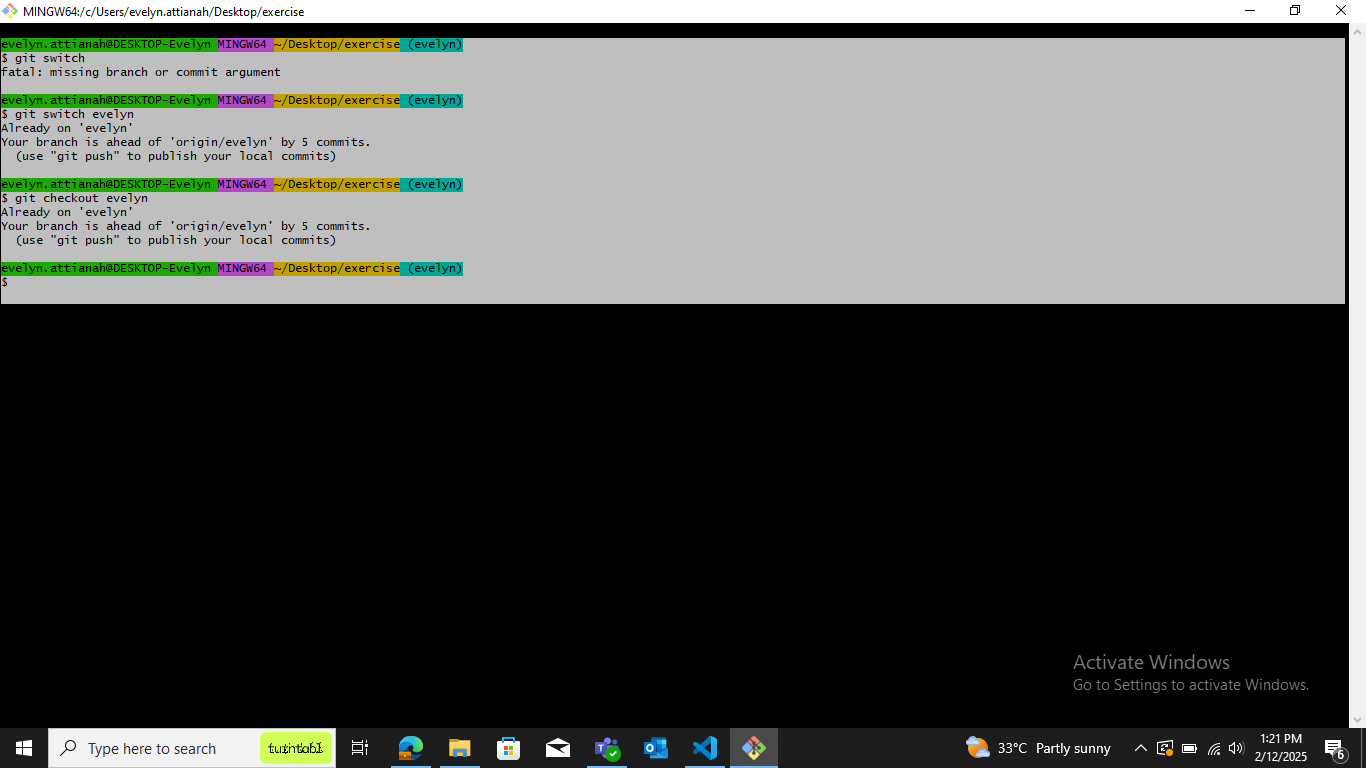 MINGW64:/c/Users/evelyn.attianah/Desktop/exercise
evelyn.attianah@DESKTOP-Evelyn MINGW64 ~/Desktop/exercise (evelyn)
$ git switch
fatal: missing branch or commit argument
evelyn.attianah@DESKTOP-Evelyn MINGW64 ~/Desktop/exercise (evelyn)
$ git switch evelyn
Already on 'evelyn'
Your branch is ahead of 'origin/evelyn' by 5 commits.
  (use "git push" to publish your local commits)
evelyn.attianah@DESKTOP-Evelyn MINGW64 ~/Desktop/exercise (evelyn)
$ git checkout evelyn
Already on 'evelyn'
Your branch is ahead of 'origin/evelyn' by 5 commits.
  (use "git push" to publish your local commits)
evelyn.attianah@DESKTOP-Evelyn MINGW64 ~/Desktop/exercise (evelyn)
$
Activate Windows
Go to Settings to activate Windows.
Type here to search
33°C Partly sunny
1:21 PM
2/12/2025
6